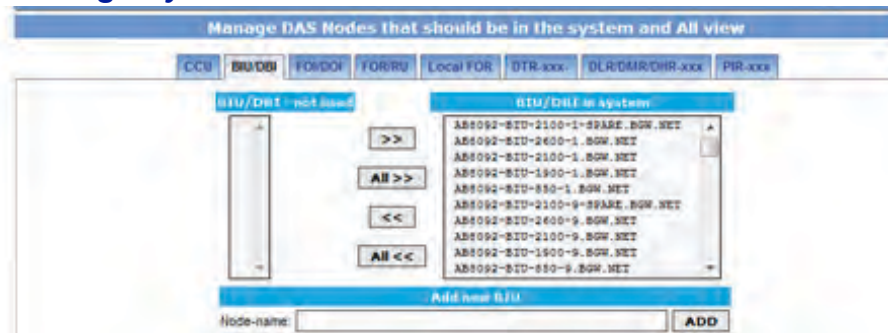 Manage DAS Nodes that should be in the system and All view
CCU BIU/DBI FOI/DOI FOR/RU Local FOR DTR-xxx- DLR/DMR/DHR-xxx PIR-xxx
BIU/DBI - not used
BIU/DBI in system
>>
All >>
<<
All <<
AB8092-BIU-2100-1-SPARE.BGW.NET
AB8092-BIU-2600-1.BGW.NET
AB8092-BIU-2100-1.BGW.NET
AB8092-BIU-1900-1.BGW.NET
AB8092-BIU-850-1.BGW.NET
AB8092-BIU-2100-9-SPARE.BGW.NET
AB8092-BIU-2600-9.BGW.NET
AB8092-BIU-2100-9.BGW.NET
AB8092-BIU-1900-9.BGW.NET
AB8092-BIU-850-9.BGW.NET
Add new BIU
Node-name: ADD